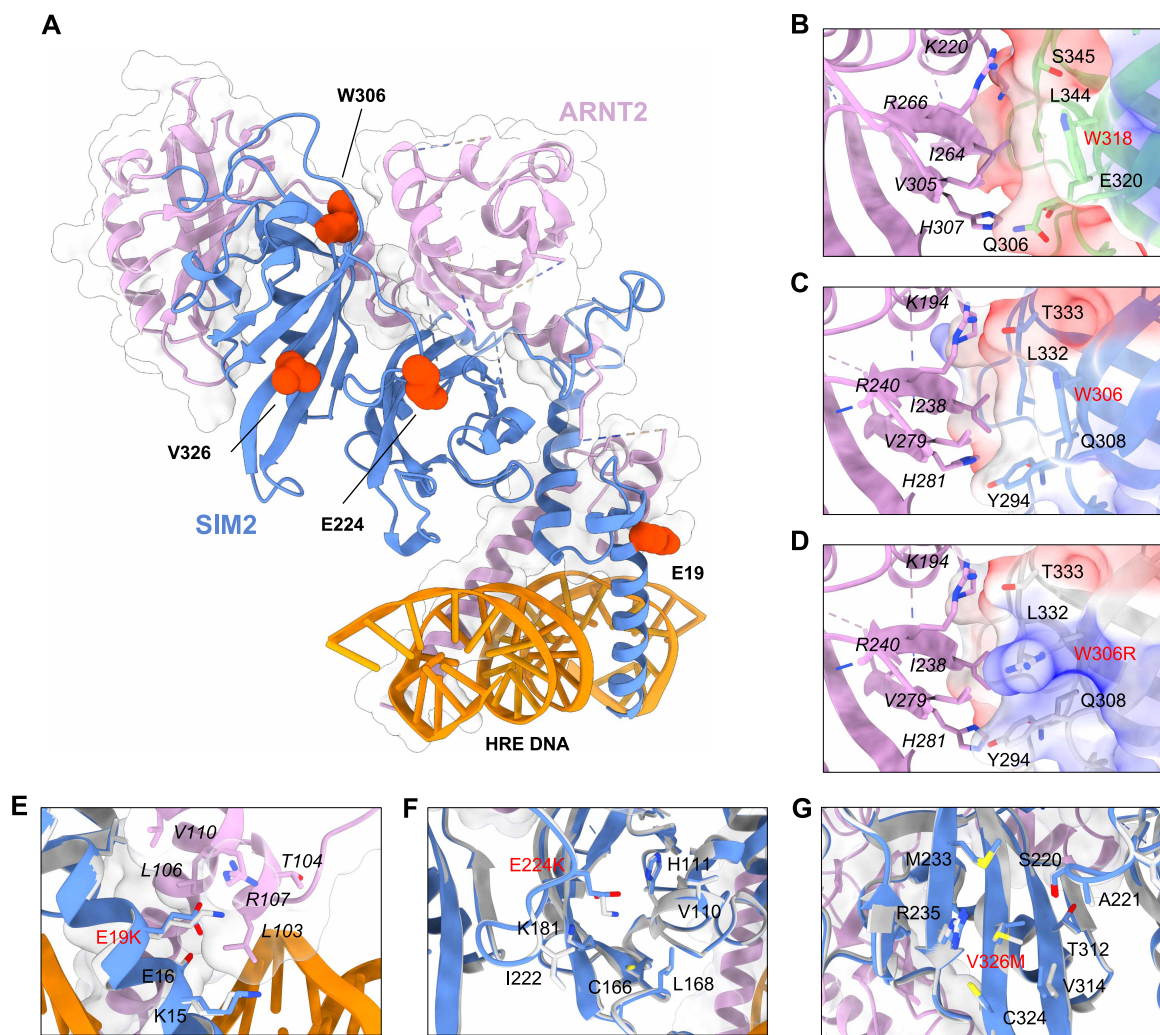 A
W306
ARNT2
V326
E224
SIM2
E19
HRE DNA
B
K220
S345
L344
R266
W318
I264
V305
E320
H307
Q306
C
K194
T333
L332
R240
W306
I238
V279
Q308
H281
Y294
D
K194
T333
L332
R240
W306R
I238
V279
Q308
H281
Y294
E
V110
L106
T104
R107
E19K
L103
E16
K15
F
E224K
H111
V110
K181
I222
C166
L168
G
M233
S220
A221
R235
T312
V326M
V314
C324